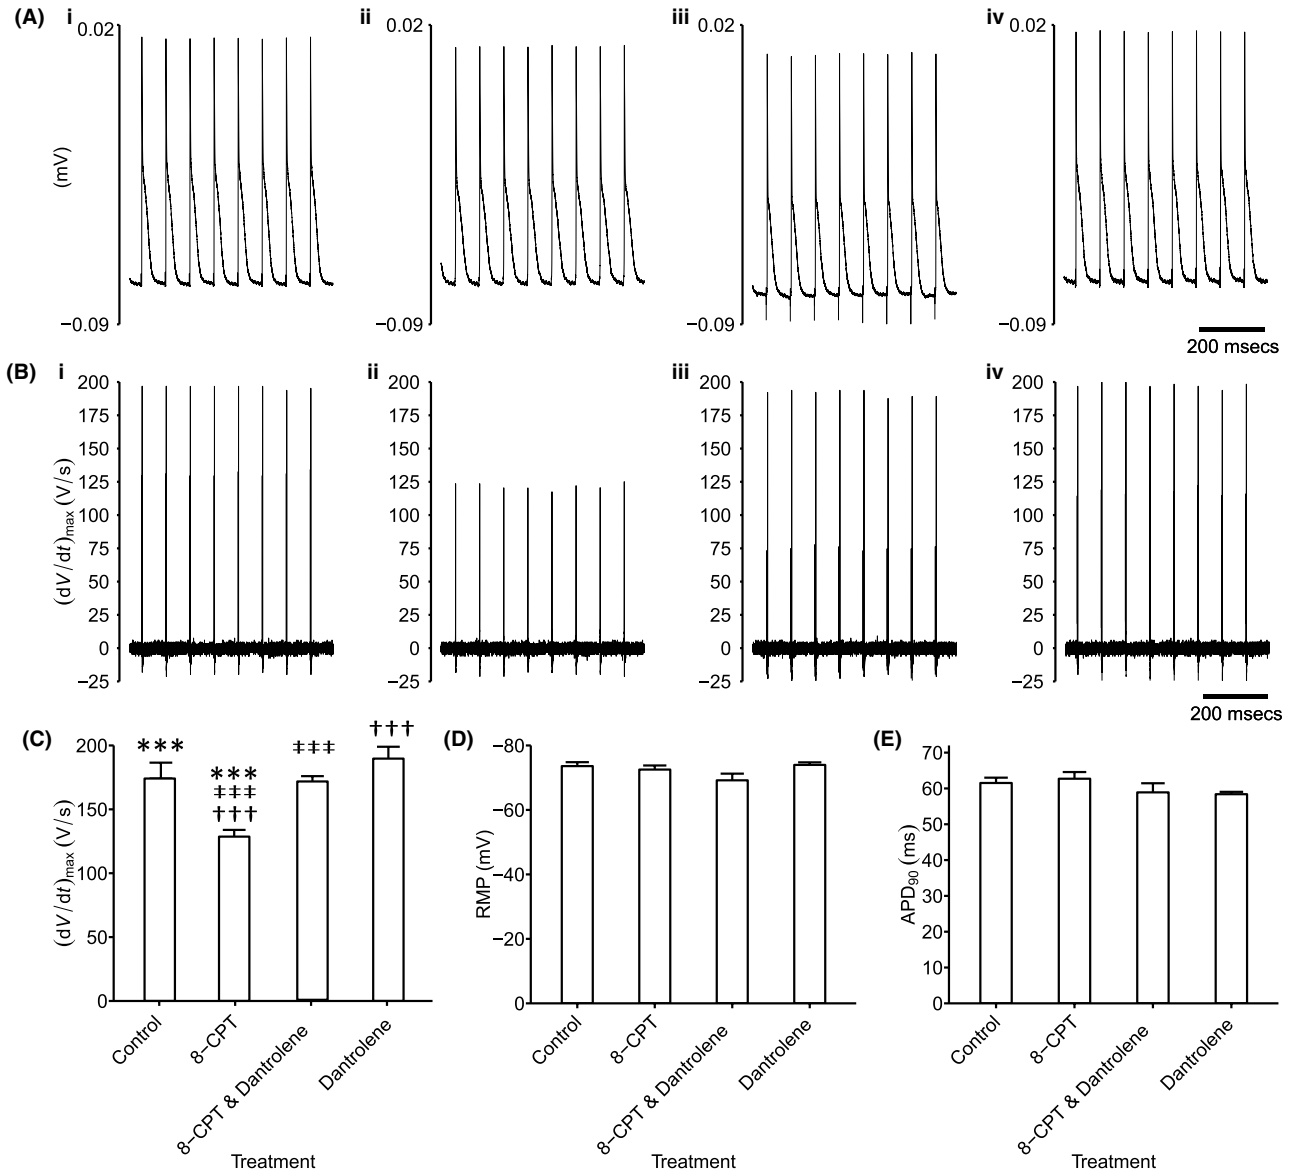 (A) i ii iii iv
0.02 0.02 0.02 0.02
(mV)
−0.09 −0.09 −0.09 −0.09
200 msecs
(B) i ii iii iv
200 200 200 200
175 175 175 175
150 150 150 150
125 125 125 125
100 100 100 100
75 75 75 75
50 50 50 50
25 25 25 25
0 0 0 0
−25 −25 −25 −25
(dV/dt)max (V/s)
200 msecs
(C)
(dV/dt)max (V/s)
200
150
100
50
0
***
***
‡‡‡
†††
‡‡‡
†††
Control
8−CPT
8−CPT & Dantrolene
Dantrolene
Treatment
(D)
RMP (mV)
−80
−60
−40
−20
0
Control
8−CPT
8−CPT & Dantrolene
Dantrolene
Treatment
(E)
APD90 (ms)
70
60
50
40
30
20
10
0
Control
8−CPT
8−CPT & Dantrolene
Dantrolene
Treatment